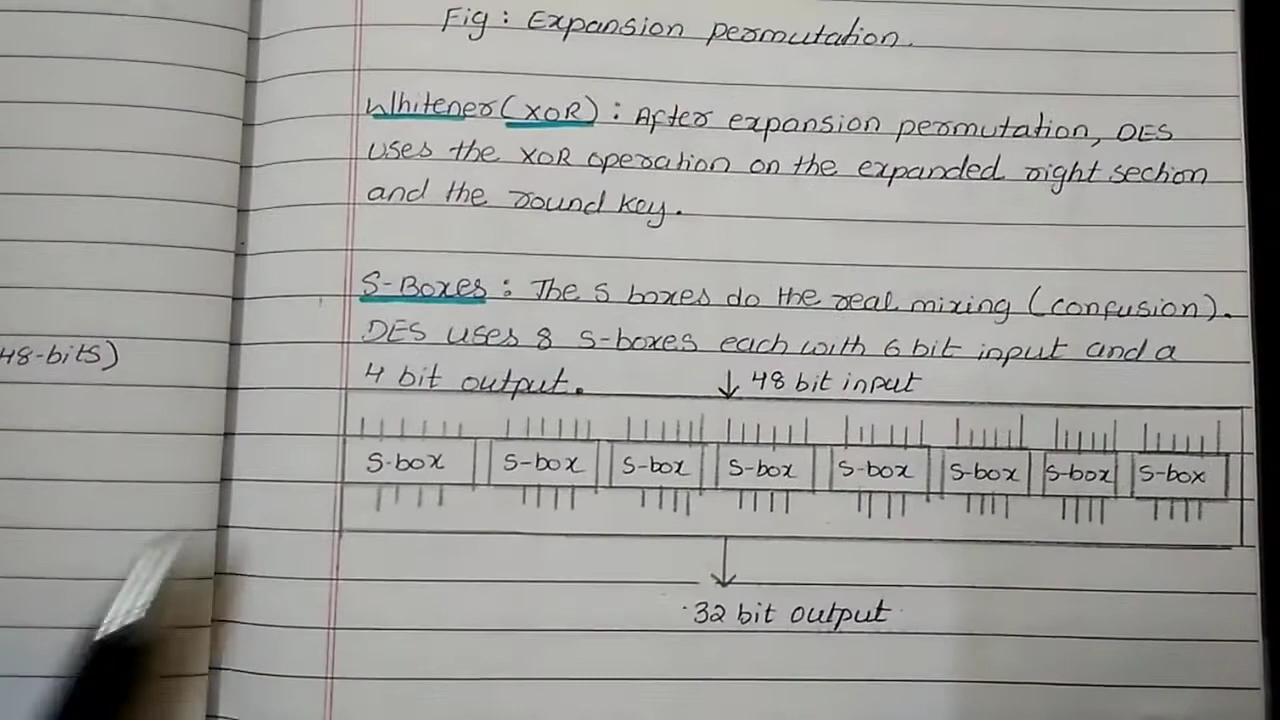 Fig : Expansion permutation.
Whitener (XOR) : After expansion permutation, DES
uses the XOR operation on the expanded right section
and the round key.
S-Boxes : The S boxes do the real mixing (confusion).
DES uses 8 S-boxes each with 6 bit input and a
4 bit output.
↓ 48 bit input
48-bits)
S-box S-box S-box S-box S-box S-box S-box S-box
32 bit output